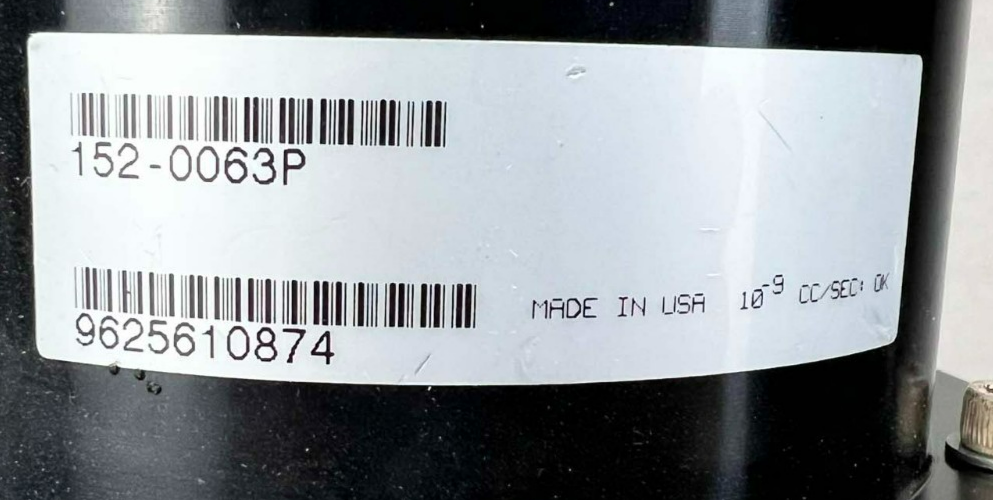 152-0063P
9625610874
MADE IN USA 10⁻⁹ CC/SEC: OK